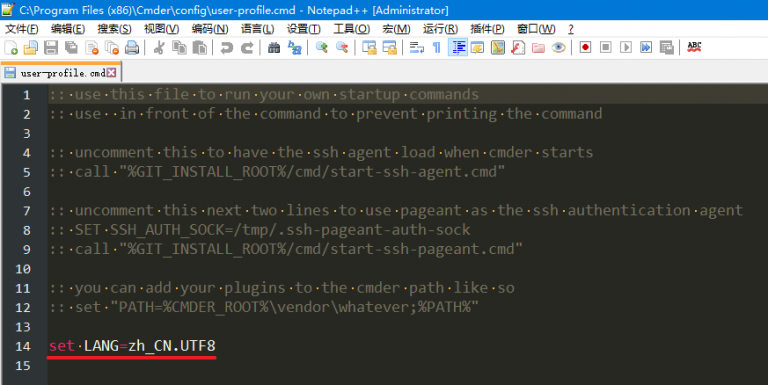 C:\Program Files (x86)\Cmder\config\user-profile.cmd - Notepad++ [Administrator]
文件(F) 编辑(E) 搜索(S) 视图(V) 编码(N) 语言(L) 设置(T) 工具(O) 宏(M) 运行(R) 插件(P) 窗口(W) ?
ABC
user-profile.cmd
1 :: use this file to run your own startup commands
2 :: use  in front of the command to prevent printing the command
3
4 :: uncomment this to have the ssh agent load when cmder starts
5 :: call "%GIT_INSTALL_ROOT%/cmd/start-ssh-agent.cmd"
6
7 :: uncomment this next two lines to use pageant as the ssh authentication agent
8 :: SET SSH_AUTH_SOCK=/tmp/.ssh-pageant-auth-sock
9 :: call "%GIT_INSTALL_ROOT%/cmd/start-ssh-pageant.cmd"
10
11 :: you can add your plugins to the cmder path like so
12 :: set "PATH=%CMDER_ROOT%\vendor\whatever;%PATH%"
13
14 set LANG=zh_CN.UTF8
15